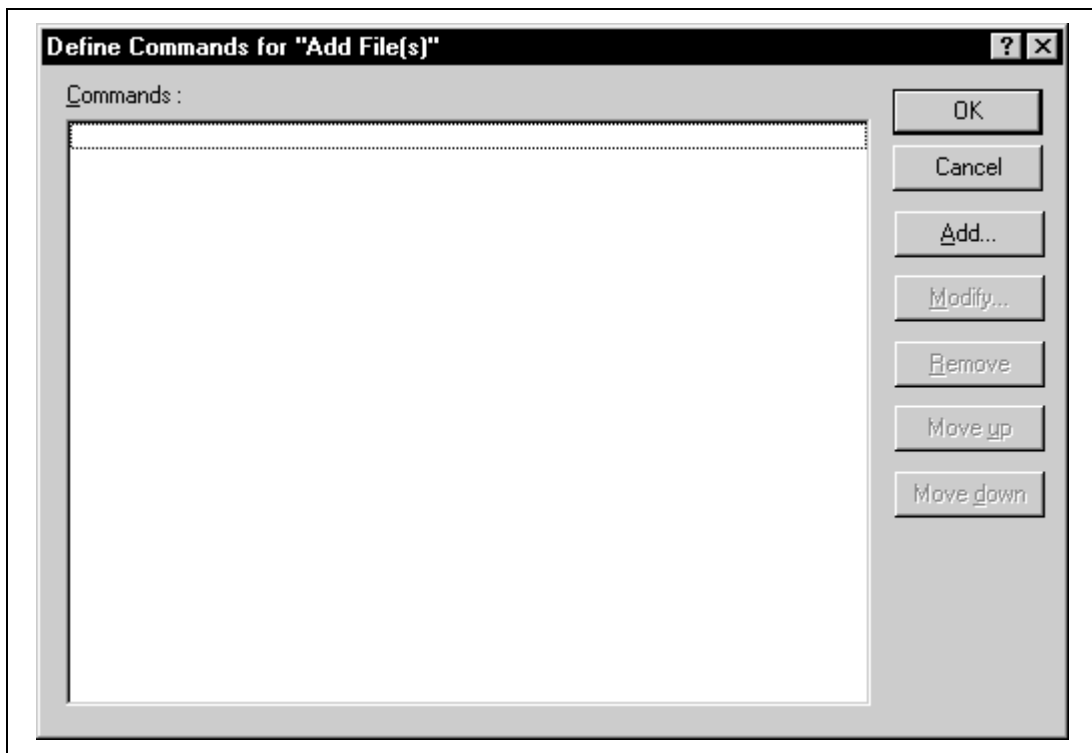 Define Commands for "Add File(s)"
Commands :
OK
Cancel
Add...
Modify...
Remove
Move up
Move down